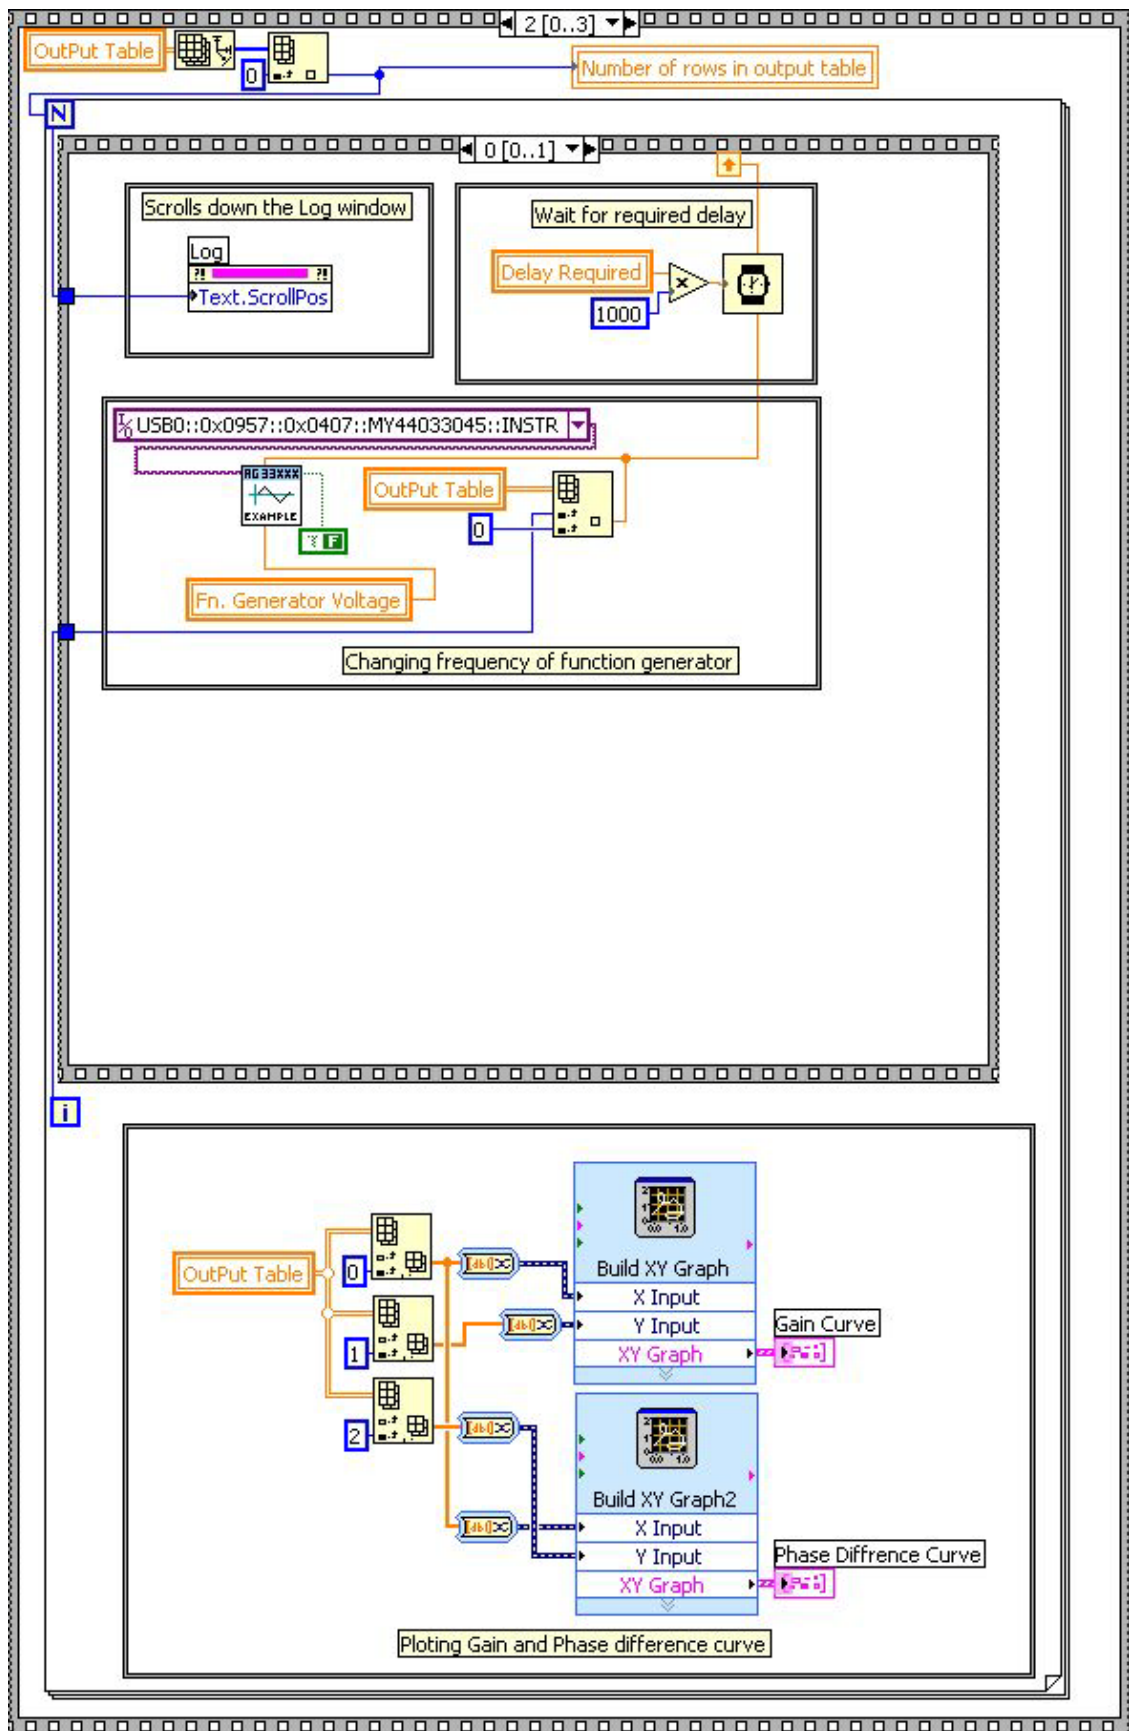 2 [0..3]
OutPut Table
0
Number of rows in output table
N
0 [0..1]
Scrolls down the Log window
Log
?! ?!
Text.ScrollPos
Wait for required delay
Delay Required
1000
USB0::0x0957::0x0407::MY44033045::INSTR
AG 33XXX
EXAMPLE
F
OutPut Table
0
Fn. Generator Voltage
Changing frequency of function generator
i
OutPut Table
0
1
2
Build XY Graph
X Input
Y Input
XY Graph
Gain Curve
Build XY Graph2
X Input
Y Input
XY Graph
Phase Diffrence Curve
Ploting Gain and Phase difference curve